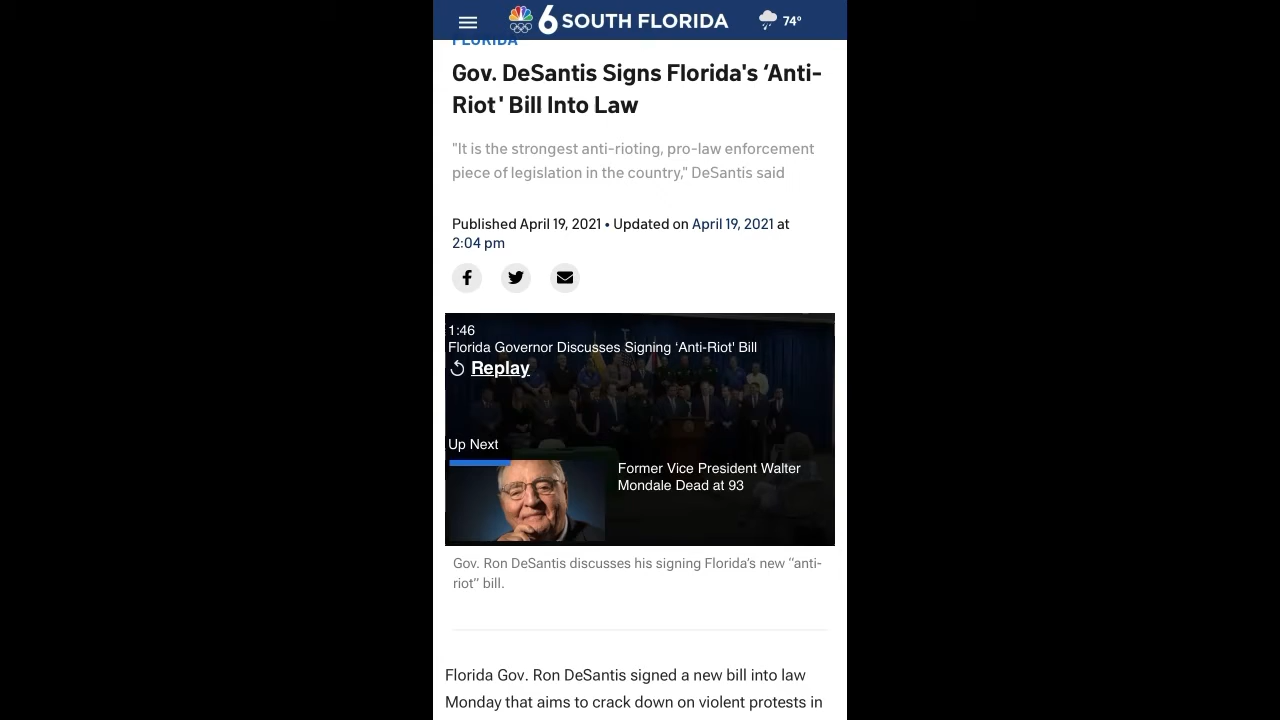 6 SOUTH FLORIDA
74°
FLORIDA
Gov. DeSantis Signs Florida's ‘Anti-
Riot' Bill Into Law
"It is the strongest anti-rioting, pro-law enforcement
piece of legislation in the country," DeSantis said
Published April 19, 2021 • Updated on April 19, 2021 at
2:04 pm
1:46
Florida Governor Discusses Signing ‘Anti-Riot' Bill
Replay
Up Next
Former Vice President Walter
Mondale Dead at 93
Gov. Ron DeSantis discusses his signing Florida’s new “anti-
riot” bill.
Florida Gov. Ron DeSantis signed a new bill into law
Monday that aims to crack down on violent protests in